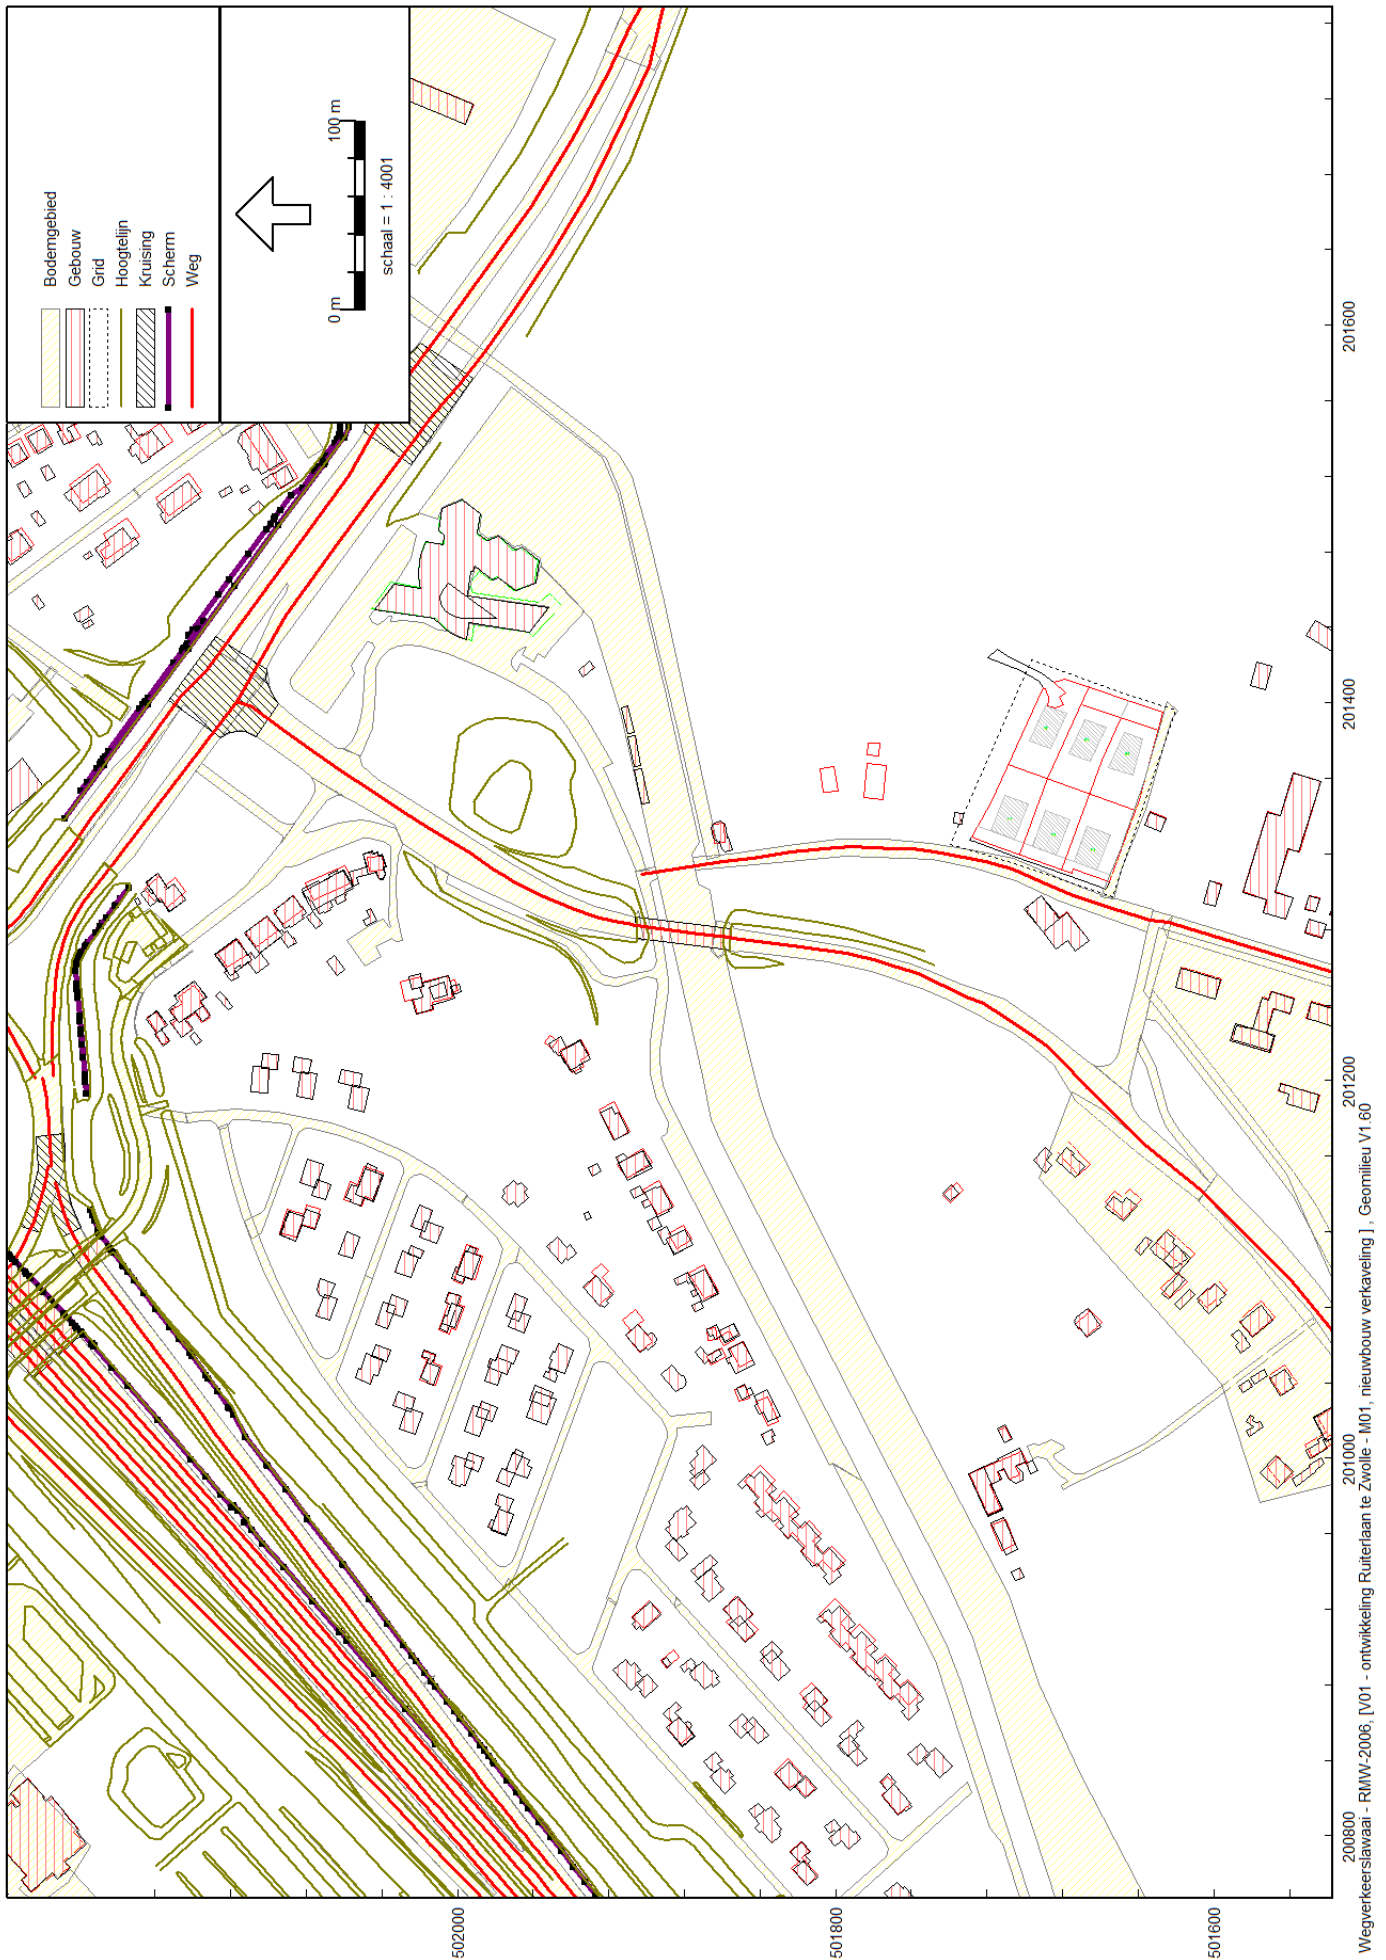 Bodemgebied
Gebouw
Grid
Hoogtelijn
Kruising
Scherm
Weg
0 m
100 m
schaal = 1 : 4001
502000
501800
501600
200800
201000
201200
201400
201600
Wegverkeerslawaai - RMW-2006, [V01 - ontwikkeling Ruiterlaan te Zwolle - M01, nieuwbouw verkaveling ] , Geomilieu V1.60